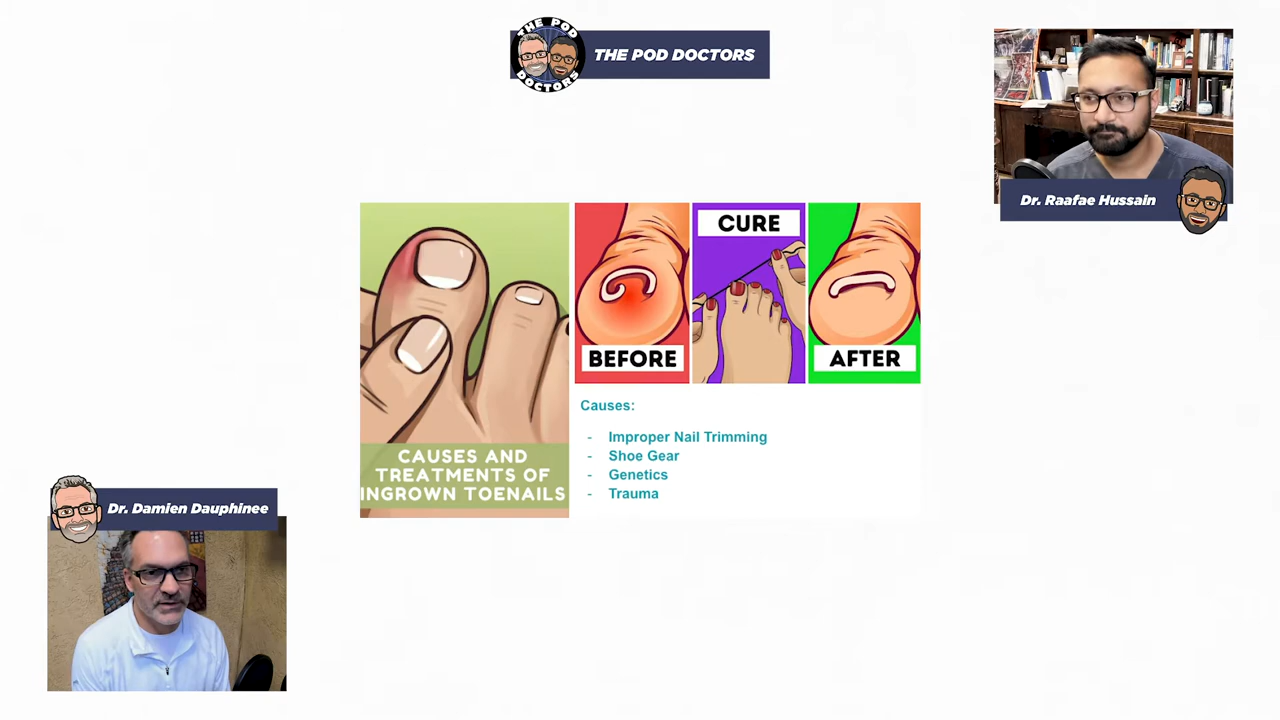 THE POD
DOCTORS
THE POD DOCTORS
Dr. Raafae Hussain
CURE
BEFORE
AFTER
Causes:
- Improper Nail Trimming
- Shoe Gear
- Genetics
- Trauma
CAUSES AND
TREATMENTS OF
INGROWN TOENAILS
Dr. Damien Dauphinee